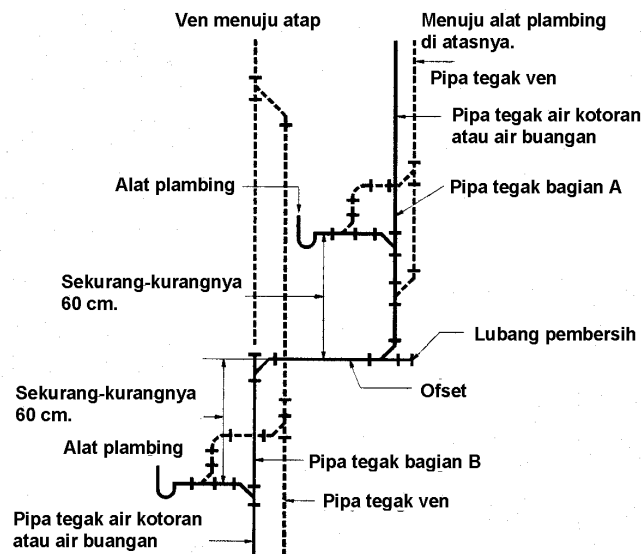 Ven menuju atap
Menuju alat plambing
di atasnya.
Pipa tegak ven
Pipa tegak air kotoran
atau air buangan
Alat plambing
Pipa tegak bagian A
Sekurang-kurangnya
60 cm.
Lubang pembersih
Ofset
Sekurang-kurangnya
60 cm.
Alat plambing
Pipa tegak bagian B
Pipa tegak ven
Pipa tegak air kotoran
atau air buangan